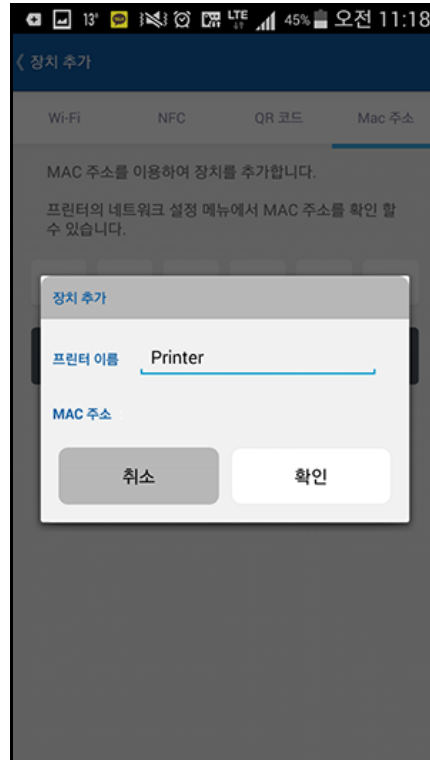 13° LTE 45% 오전 11:18
장치 추가
Wi-Fi NFC QR 코드 Mac 주소
MAC 주소를 이용하여 장치를 추가합니다.
프린터의 네트워크 설정 메뉴에서 MAC 주소를 확인 할
수 있습니다.
장치 추가
프린터 이름 Printer
MAC 주소 :
취소 확인